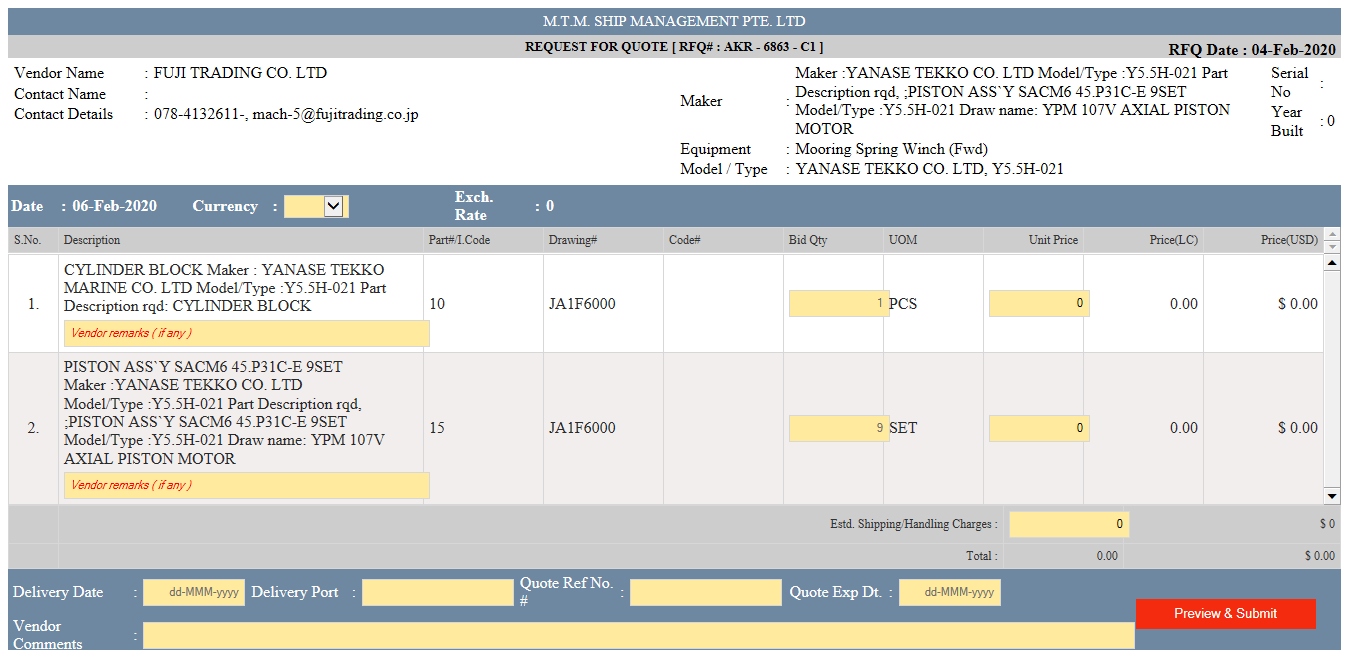 M.T.M. SHIP MANAGEMENT PTE. LTD
REQUEST FOR QUOTE [ RFQ# : AKR - 6863 - C1 ]
RFQ Date : 04-Feb-2020
Vendor Name : FUJI TRADING CO. LTD
Contact Name :
Contact Details : 078-4132611-, mach-5@fujitrading.co.jp
Maker :
Maker :YANASE TEKKO CO. LTD Model/Type :Y5.5H-021 Part
Description rqd, ;PISTON ASS`Y SACM6 45.P31C-E 9SET
Model/Type :Y5.5H-021 Draw name: YPM 107V AXIAL PISTON
MOTOR
Equipment : Mooring Spring Winch (Fwd)
Model / Type : YANASE TEKKO CO. LTD, Y5.5H-021
Serial
No :
Year
Built : 0
Date : 06-Feb-2020 Currency :
Exch.
Rate : 0
S.No. Description Part#/I.Code Drawing# Code# Bid Qty UOM Unit Price Price(LC) Price(USD)
CYLINDER BLOCK Maker : YANASE TEKKO
MARINE CO. LTD Model/Type :Y5.5H-021 Part
Description rqd: CYLINDER BLOCK
1. 10 JA1F6000 1 PCS 0 0.00 $ 0.00
Vendor remarks ( if any )
PISTON ASS`Y SACM6 45.P31C-E 9SET
Maker :YANASE TEKKO CO. LTD
Model/Type :Y5.5H-021 Part Description rqd,
;PISTON ASS`Y SACM6 45.P31C-E 9SET
Model/Type :Y5.5H-021 Draw name: YPM 107V
AXIAL PISTON MOTOR
2. 15 JA1F6000 9 SET 0 0.00 $ 0.00
Vendor remarks ( if any )
Estd. Shipping/Handling Charges : 0 $ 0
Total : 0.00 $ 0.00
Delivery Date : dd-MMM-yyyy Delivery Port :
Quote Ref No.
# :
Quote Exp Dt. : dd-MMM-yyyy
Preview & Submit
Vendor
Comments :